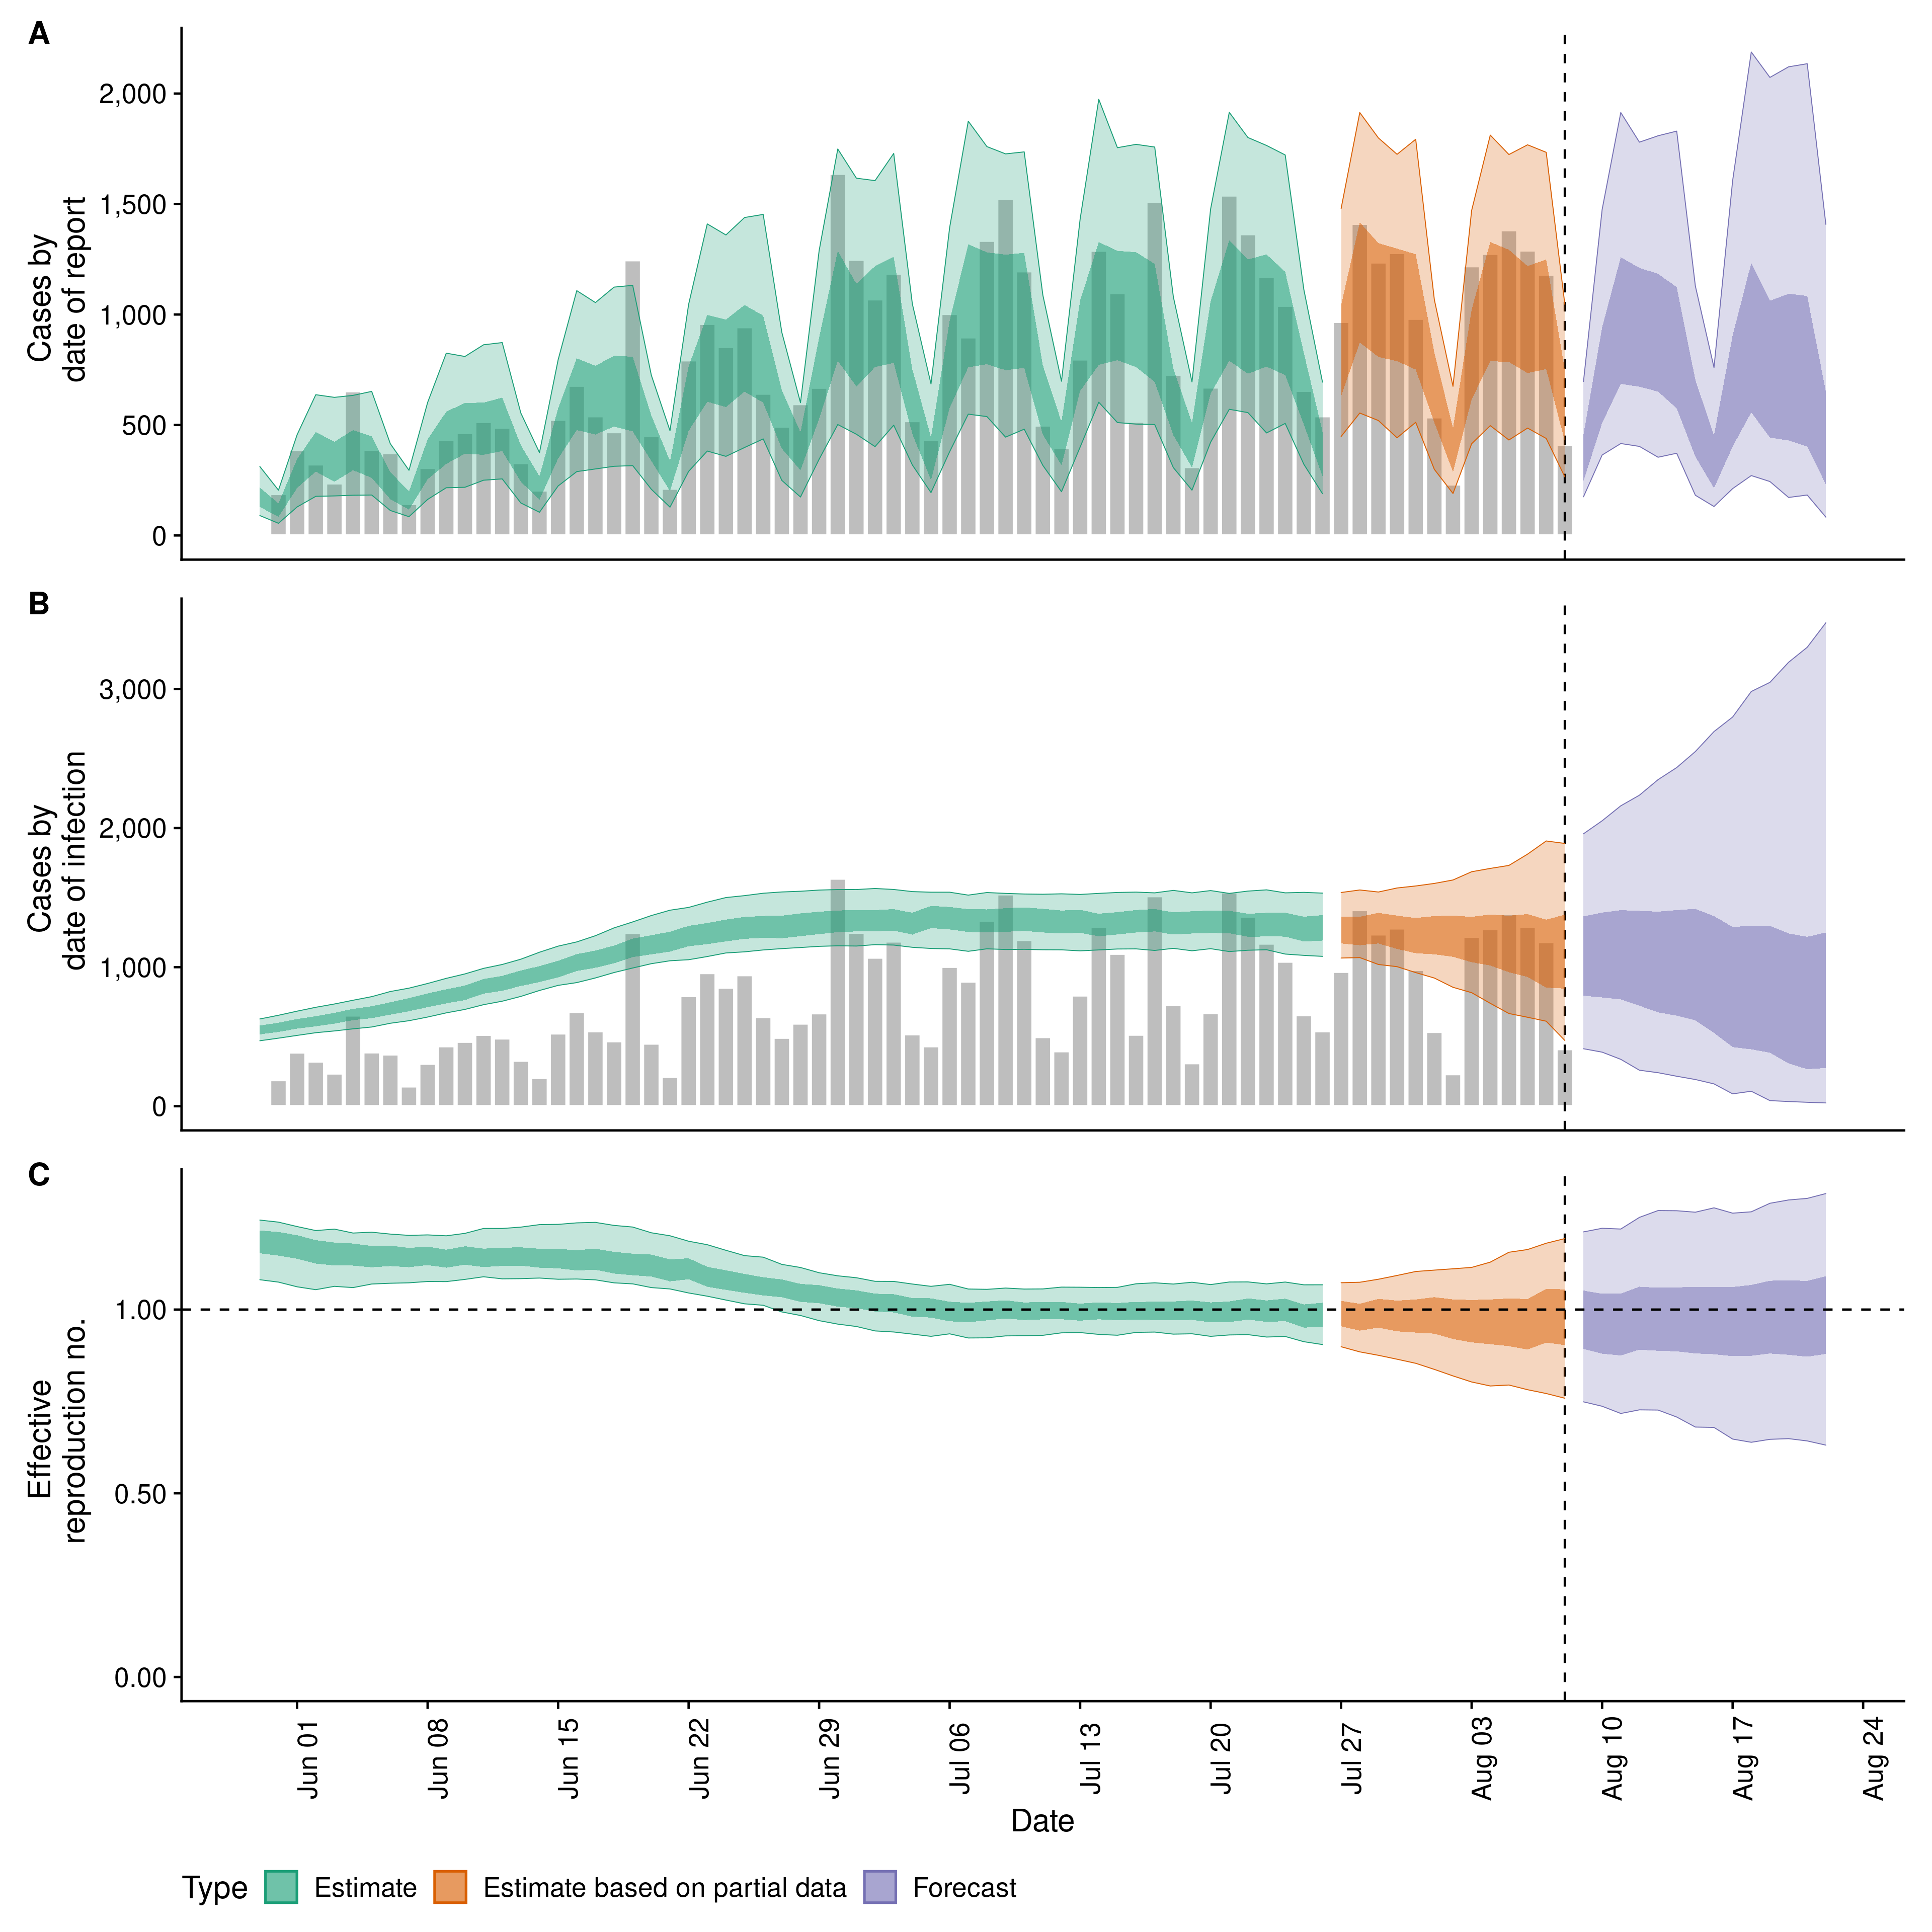 A
Cases by
date of report
2,000
1,500
1,000
500
0
B
Cases by
date of infection
3,000
2,000
1,000
0
C
Effective
reproduction no.
1.00
0.50
0.00
Jun 01
Jun 08
Jun 15
Jun 22
Jun 29
Jul 06
Jul 13
Jul 20
Jul 27
Aug 03
Aug 10
Aug 17
Aug 24
Date
Type Estimate Estimate based on partial data Forecast